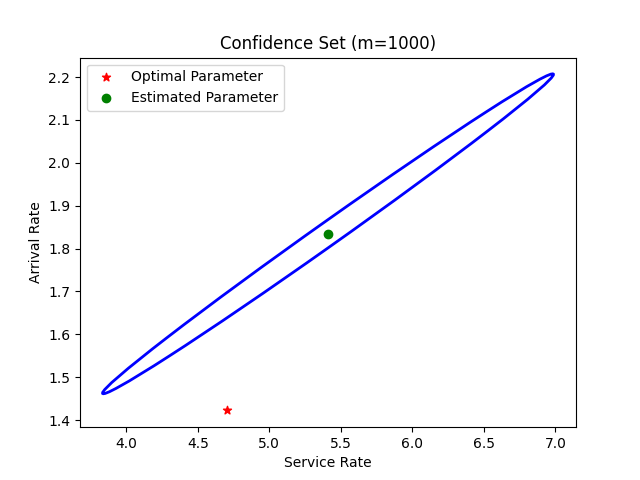 Confidence Set (m=1000)
Optimal Parameter
Estimated Parameter
2.2
2.1
2.0
1.9
1.8
1.7
1.6
1.5
1.4
Arrival Rate
4.0 4.5 5.0 5.5 6.0 6.5 7.0
Service Rate